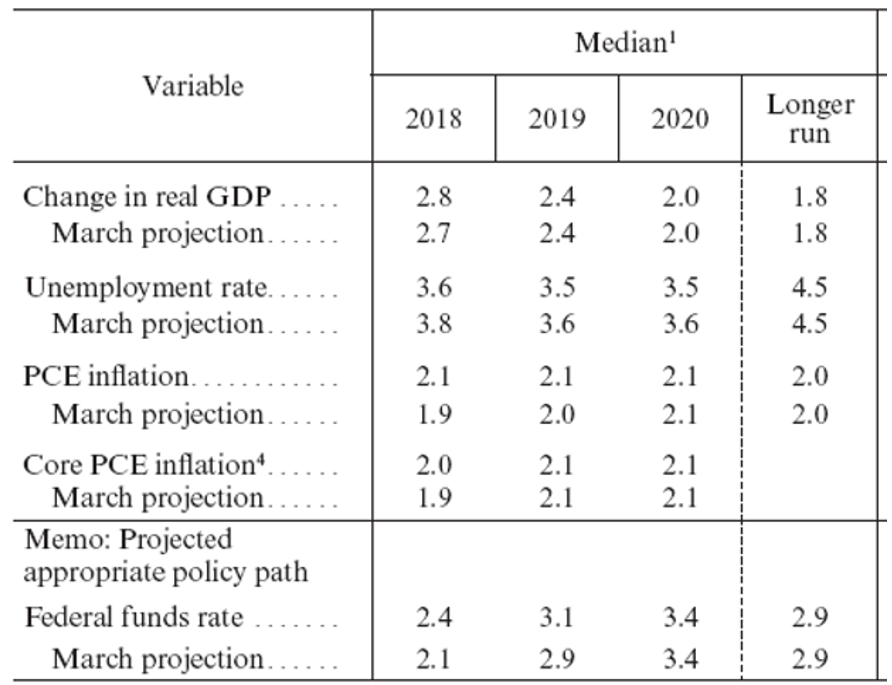 Variable
Median¹
2018 2019 2020 Longer run
Change in real GDP ..... 2.8 2.4 2.0 1.8
March projection...... 2.7 2.4 2.0 1.8
Unemployment rate...... 3.6 3.5 3.5 4.5
March projection...... 3.8 3.6 3.6 4.5
PCE inflation............ 2.1 2.1 2.1 2.0
March projection...... 1.9 2.0 2.1 2.0
Core PCE inflation⁴...... 2.0 2.1 2.1
March projection...... 1.9 2.1 2.1
Memo: Projected
appropriate policy path
Federal funds rate ....... 2.4 3.1 3.4 2.9
March projection...... 2.1 2.9 3.4 2.9